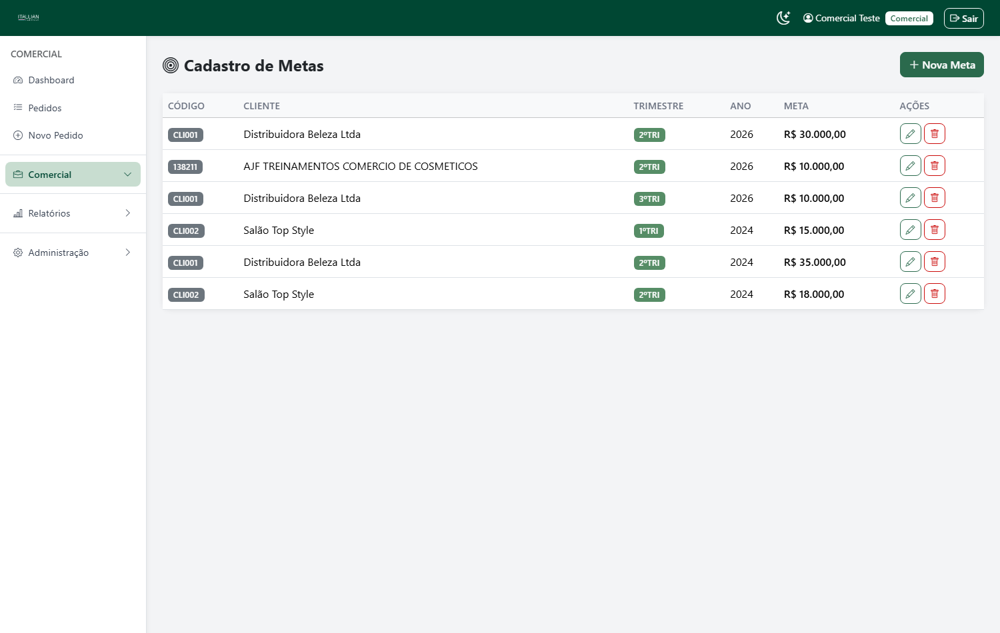 ITALLIAN
Comercial Teste
Comercial
Sair
COMERCIAL
Dashboard
Pedidos
Novo Pedido
Comercial
Relatórios
Administração
Cadastro de Metas
+ Nova Meta
CÓDIGO CLIENTE TRIMESTRE ANO META AÇÕES
CLI001 Distribuidora Beleza Ltda 2ºTRI 2026 R$ 30.000,00
138211 AJF TREINAMENTOS COMERCIO DE COSMETICOS 2ºTRI 2026 R$ 10.000,00
CLI001 Distribuidora Beleza Ltda 3ºTRI 2026 R$ 10.000,00
CLI002 Salão Top Style 1ºTRI 2024 R$ 15.000,00
CLI001 Distribuidora Beleza Ltda 2ºTRI 2024 R$ 35.000,00
CLI002 Salão Top Style 2ºTRI 2024 R$ 18.000,00